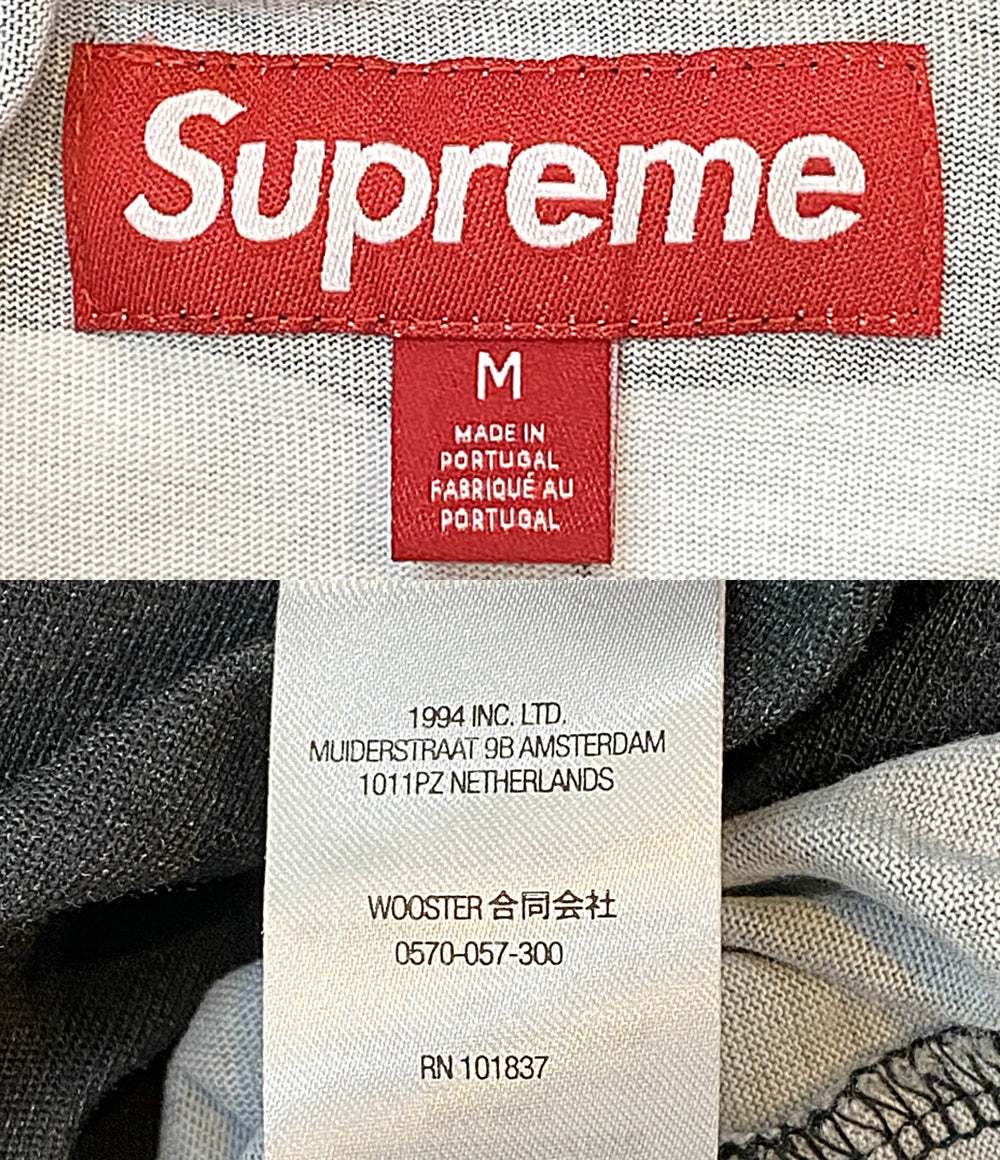 Supreme
M
MADE IN
PORTUGAL
FABRIQUÉ AU
PORTUGAL
1994 INC. LTD.
MUIDERSTRAAT 9B AMSTERDAM
1011PZ NETHERLANDS
WOOSTER 合同会社
0570-057-300
RN 101837